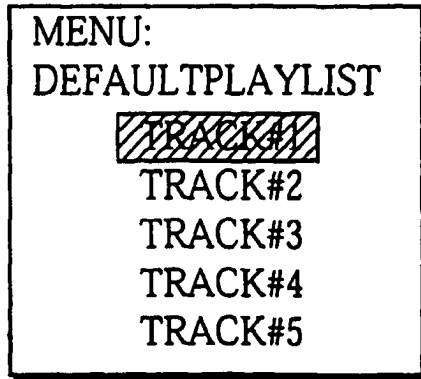 MENU:
DEFAULTPLAYLIST
TRACK#1
TRACK#2
TRACK#3
TRACK#4
TRACK#5